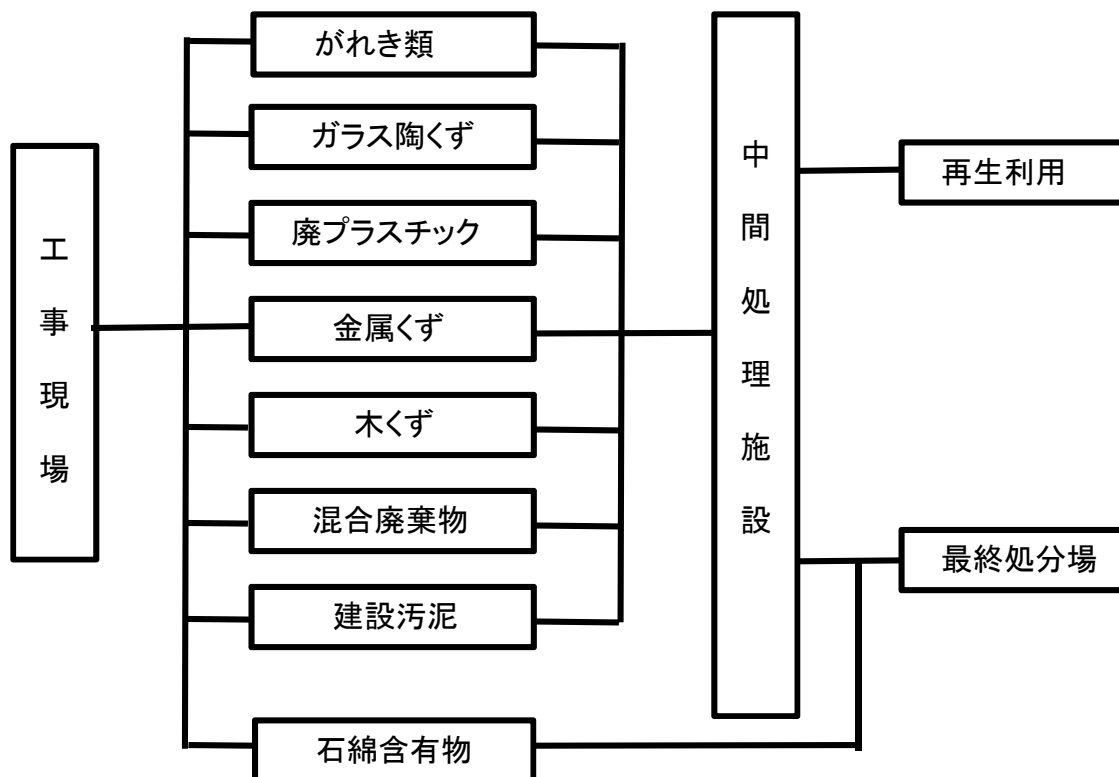 工事現場
がれき類
ガラス陶くず
廃プラスチック
金属くず
木くず
混合廃棄物
建設汚泥
石綿含有物
中間処理施設
再生利用
最終処分場